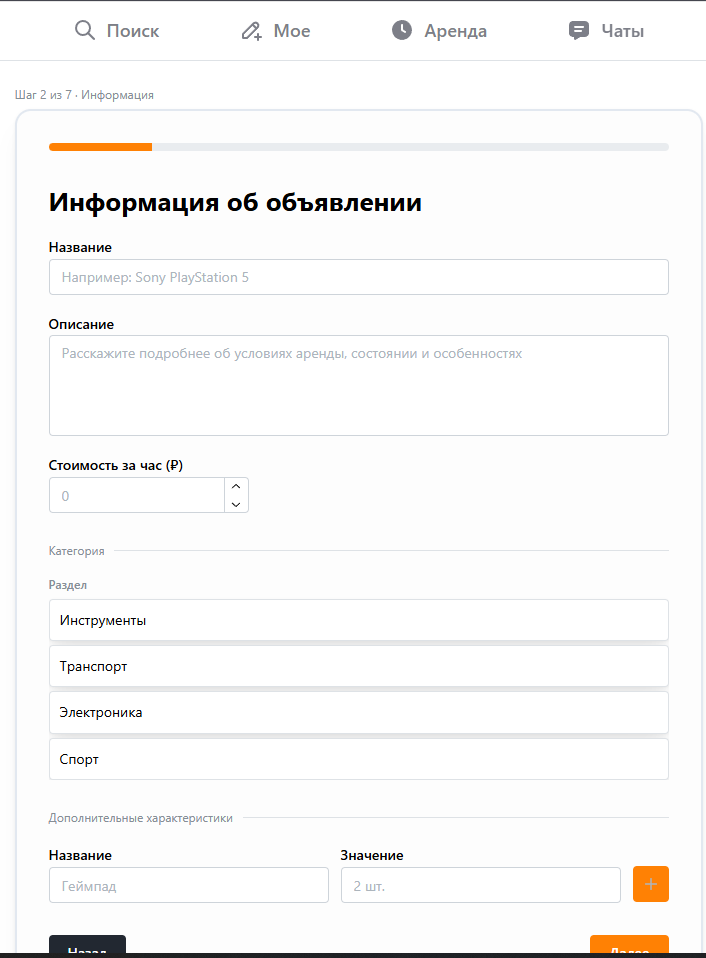 Поиск Мое Аренда Чаты
Шаг 2 из 7 · Информация
Информация об объявлении
Название
Например: Sony PlayStation 5
Описание
Расскажите подробнее об условиях аренды, состоянии и особенностях
Стоимость за час (₽)
0
Категория
Раздел
Инструменты
Транспорт
Электроника
Спорт
Дополнительные характеристики
Название Значение
Геймпад 2 шт. +
Назад Далее